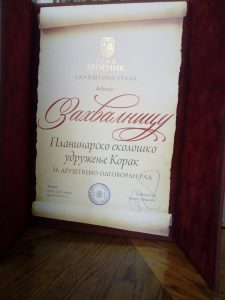 ГРАД
ЗВОРНИК
СКУПШТИНА ГРАДА
додјељује
Захвалницу
Планинарско еколошко
удружење Корак
ЗА ДРУШТВЕНО ОДГОВОРАН РАД